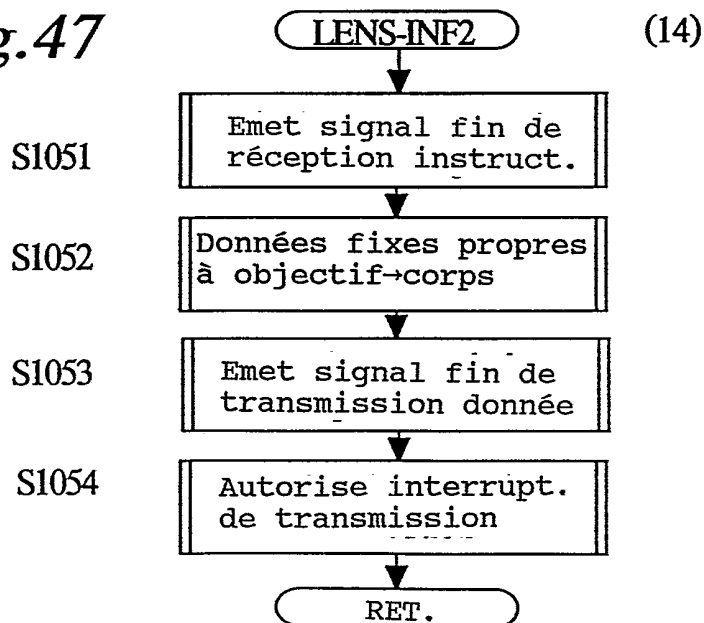 g.47
LENS-INF2
(14)
S1051
Emet signal fin de
réception instruct.
S1052
Données fixes propres
à objectif→corps
S1053
Emet signal fin de
transmission donnée
S1054
Autorise interrupt.
de transmission
RET.